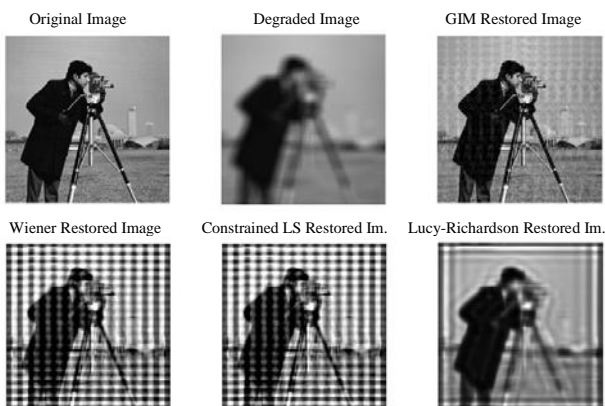 Original Image
Degraded Image
GIM Restored Image
Wiener Restored Image
Constrained LS Restored Im.
Lucy-Richardson Restored Im.